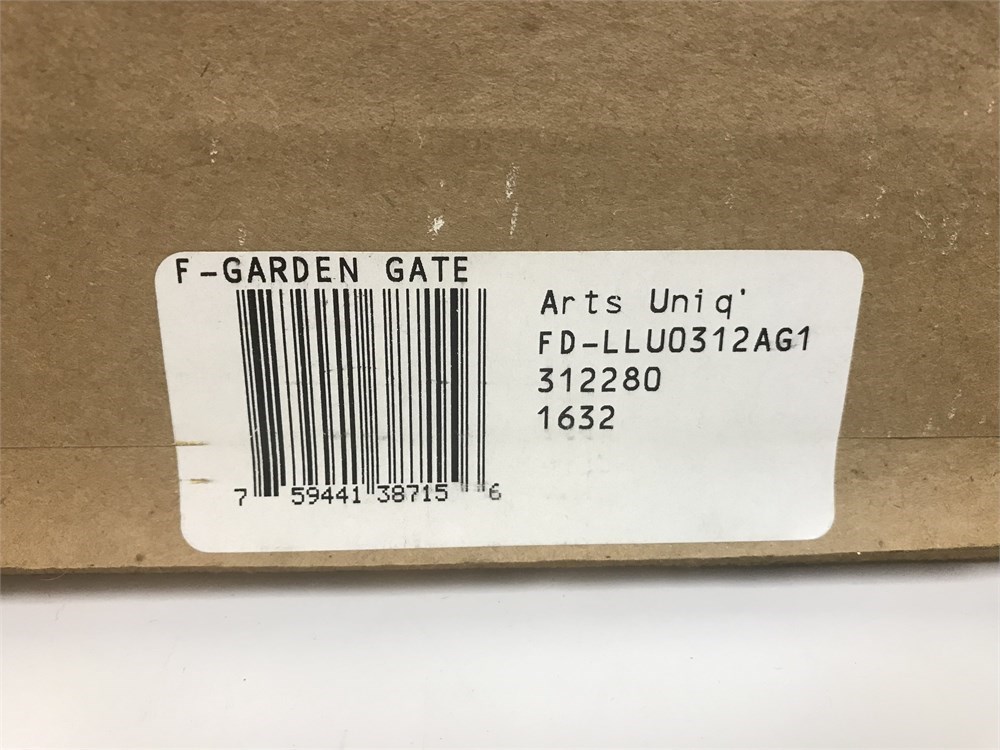 F-GARDEN GATE
Arts Uniq'
FD-LLU0312AG1
312280
1632
7 59441 38715 6